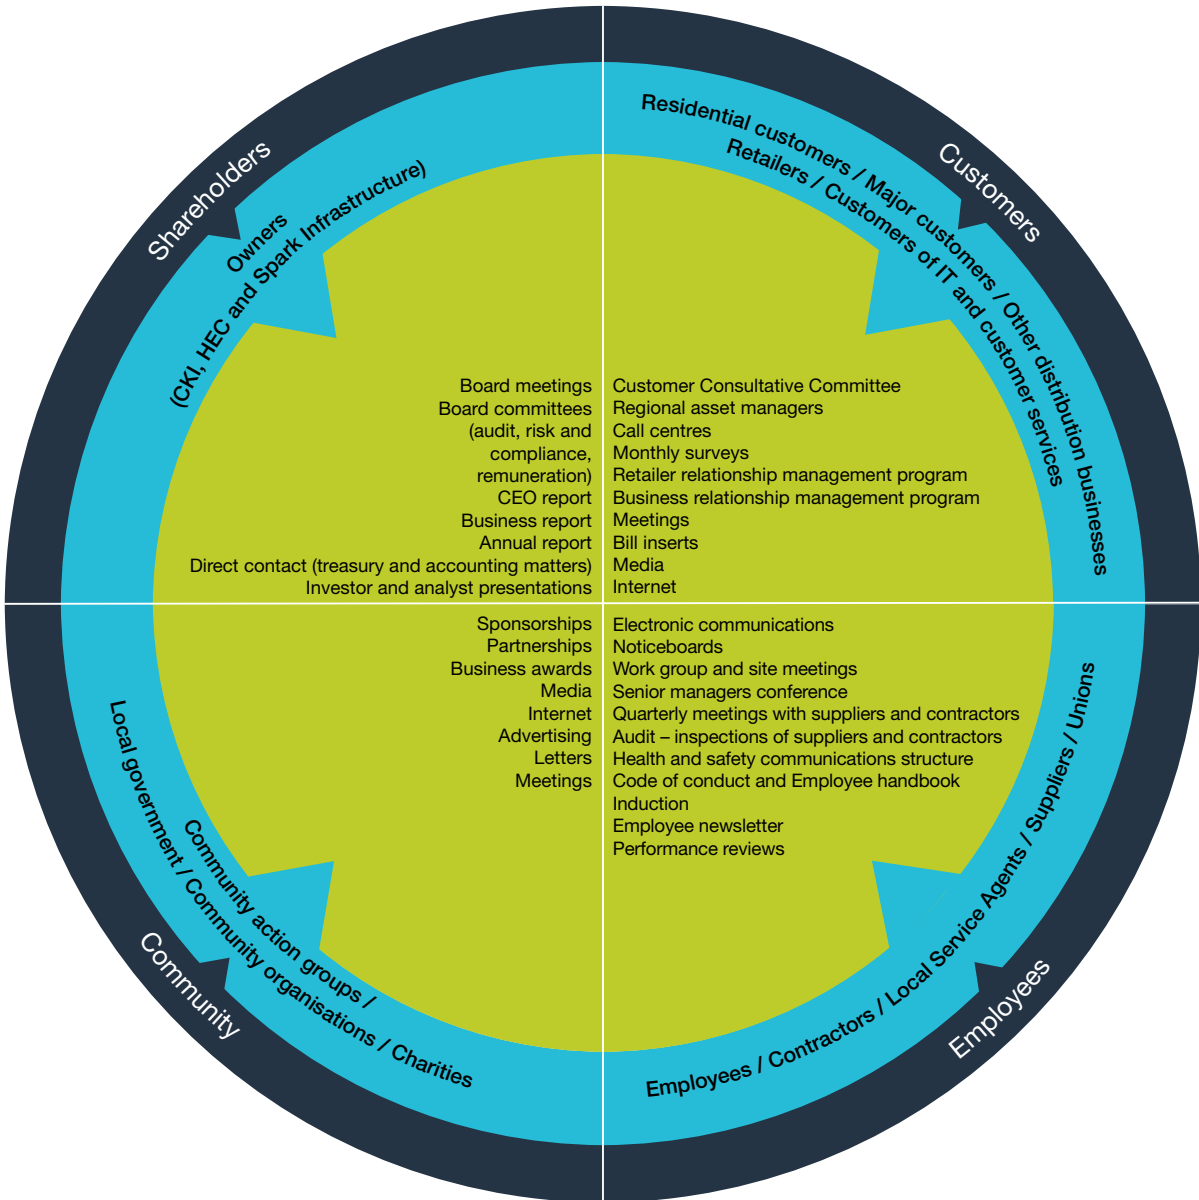 Shareholders
Owners
(CKI, HEC and Spark Infrastructure)
Board meetings
Board committees
(audit, risk and
compliance,
remuneration)
CEO report
Business report
Annual report
Direct contact (treasury and accounting matters)
Investor and analyst presentations
Customers
Residential customers / Major customers / Other distribution businesses
Retailers / Customers of IT and customer services
Customer Consultative Committee
Regional asset managers
Call centres
Monthly surveys
Retailer relationship management program
Business relationship management program
Meetings
Bill inserts
Media
Internet
Community
Local government / Community organisations / Charities
Community action groups /
Sponsorships
Partnerships
Business awards
Media
Internet
Advertising
Letters
Meetings
Employees
Employees / Contractors / Local Service Agents / Suppliers / Unions
Electronic communications
Noticeboards
Work group and site meetings
Senior managers conference
Quarterly meetings with suppliers and contractors
Audit – inspections of suppliers and contractors
Health and safety communications structure
Code of conduct and Employee handbook
Induction
Employee newsletter
Performance reviews